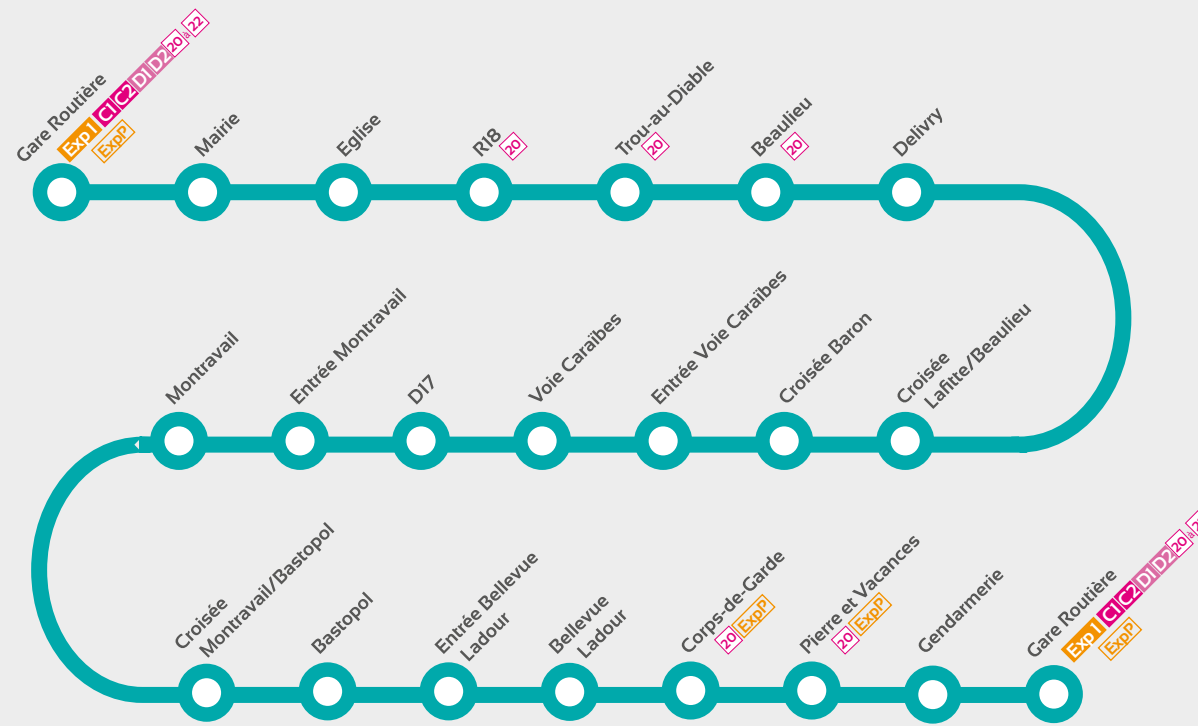 Gare Routière
Exp1 C1 C2 D1 D2 20 à 22
ExpP
Mairie
Eglise
R18
20
Trou-au-Diable
20
Beaulieu
20
Delivry
Montravail
Entrée Montravail
D17
Voie Caraïbes
Entrée Voie Caraïbes
Croisée Baron
Croisée
Lafitte/Beaulieu
Croisée
Montravail/Bastopol
Bastopol
Entrée Bellevue
Ladour
Bellevue
Ladour
Corps-de-Garde
20 ExpP
Pierre et Vacances
20 ExpP
Gendarmerie
Gare Routière
Exp1 C1 C2 D1 D2 20 à
ExpP